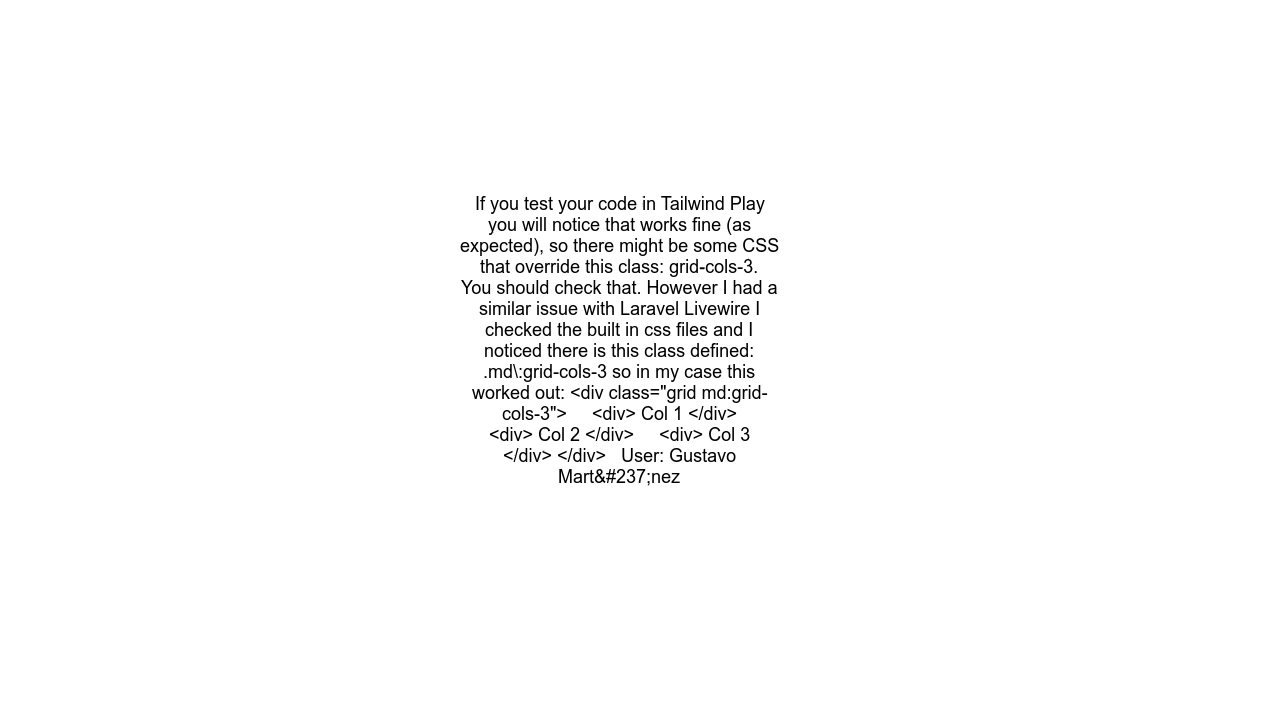 If you test your code in Tailwind Play
you will notice that works fine (as
expected), so there might be some CSS
that override this class: grid-cols-3.
You should check that. However I had a
similar issue with Laravel Livewire I
checked the built in css files and I
noticed there is this class defined:
.md\:grid-cols-3 so in my case this
worked out: <div class="grid md:grid-
cols-3">     <div> Col 1 </div>
<div> Col 2 </div>     <div> Col 3
</div> </div>   User: Gustavo
Mart&#237;nez